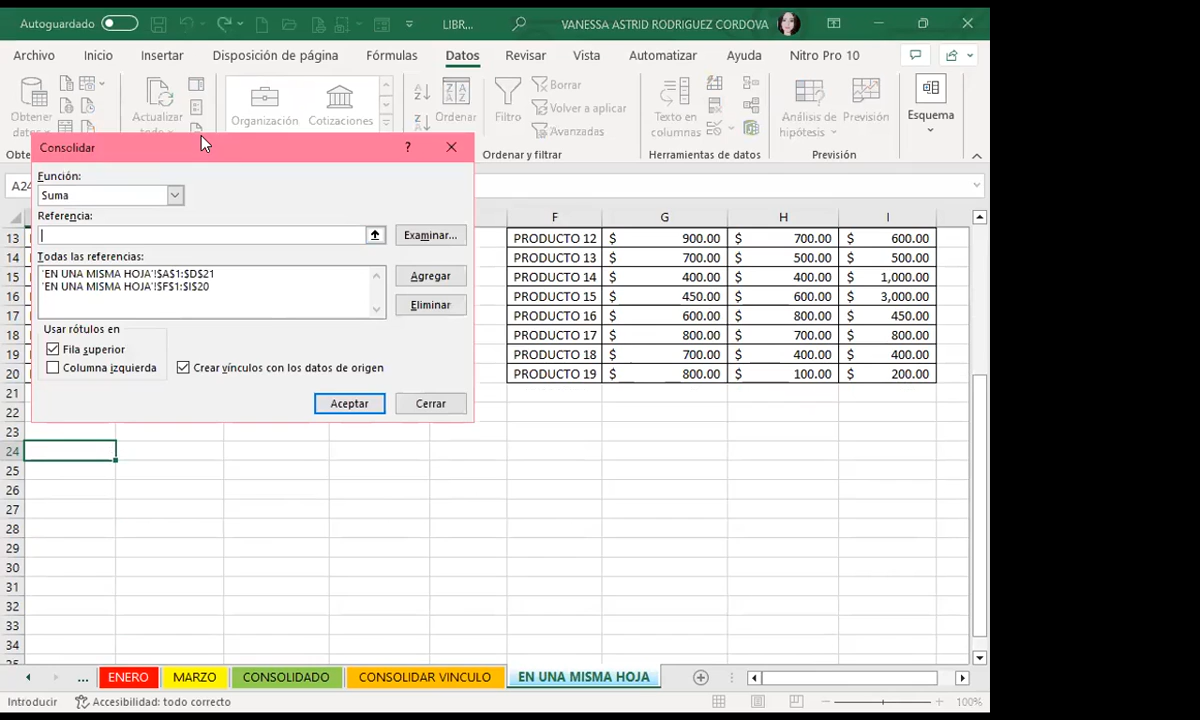 Autoguardado LIBR... VANESSA ASTRID RODRIGUEZ CORDOVA
Archivo Inicio Insertar Disposición de página Fórmulas Datos Revisar Vista Automatizar Ayuda Nitro Pro 10
Obtener
Actualizar
Organización Cotizaciones
Ordenar
Filtro
Borrar
Volver a aplicar
Avanzadas
Texto en
columnas
Análisis de
hipótesis
Previsión
Esquema
Ordenar y filtrar Herramientas de datos Previsión
Consolidar ?
Función:
Suma
Referencia:
Examinar...
Todas las referencias:
'EN UNA MISMA HOJA'!$A$1:$D$21
'EN UNA MISMA HOJA'!$F$1:$I$20
Agregar
Eliminar
Usar rótulos en
Fila superior
Columna izquierda
Crear vínculos con los datos de origen
Aceptar Cerrar
F G H I
13 PRODUCTO 12 $ 900.00 $ 700.00 $ 600.00
14 PRODUCTO 13 $ 700.00 $ 500.00 $ 500.00
15 PRODUCTO 14 $ 400.00 $ 400.00 $ 1,000.00
16 PRODUCTO 15 $ 450.00 $ 600.00 $ 3,000.00
17 PRODUCTO 16 $ 600.00 $ 800.00 $ 450.00
18 PRODUCTO 17 $ 800.00 $ 700.00 $ 800.00
19 PRODUCTO 18 $ 700.00 $ 400.00 $ 400.00
20 PRODUCTO 19 $ 800.00 $ 100.00 $ 200.00
21
22
23
24
25
26
27
28
29
30
31
32
33
34
... ENERO MARZO CONSOLIDADO CONSOLIDAR VINCULO EN UNA MISMA HOJA
Introducir Accesibilidad: todo correcto 100%